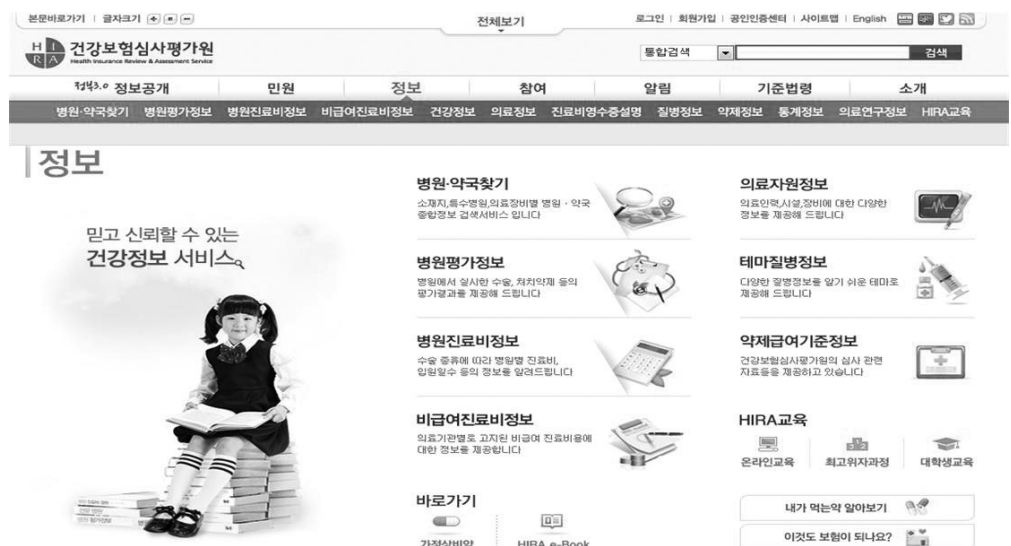 본문바로가기 | 글자크기
전체보기
로그인 | 회원가입 | 공인인증센터 | 사이트맵 | English
HIRA 건강보험심사평가원
Health Insurance Review & Assessment Service
통합검색 검색
정부3.0 정보공개 민원 정보 참여 알림 기준법령 소개
병원·약국찾기 병원평가정보 병원진료비정보 비급여진료비정보 건강정보 의료정보 진료비영수증설명 질병정보 약제정보 통계정보 의료연구정보 HIRA교육
정보
믿고 신뢰할 수 있는
건강정보 서비스
병원·약국찾기
소재지,특수병원,의료장비별 병원 · 약국
종합정보 검색서비스 입니다
병원평가정보
병원에서 실시한 수술, 처치약제 등의
평가결과를 제공해 드립니다
병원진료비정보
수술 종류에 따라 병원별 진료비,
입원일수 등의 정보를 알려드립니다
비급여진료비정보
의료기관별로 고지된 비급여 진료비용에
대한 정보를 제공합니다
바로가기
가정상비약 HIRA e-Book
의료자원정보
의료인력,시설,장비에 대한 다양한
정보를 제공해 드립니다
테마질병정보
다양한 질병정보를 알기 쉬운 테마로
제공해 드립니다
약제급여기준정보
건강보험심사평가원의 심사 관련
자료등을 제공하고 있습니다
HIRA교육
온라인교육 최고위자과정 대학생교육
내가 먹는약 알아보기
이것도 보험이 되나요?